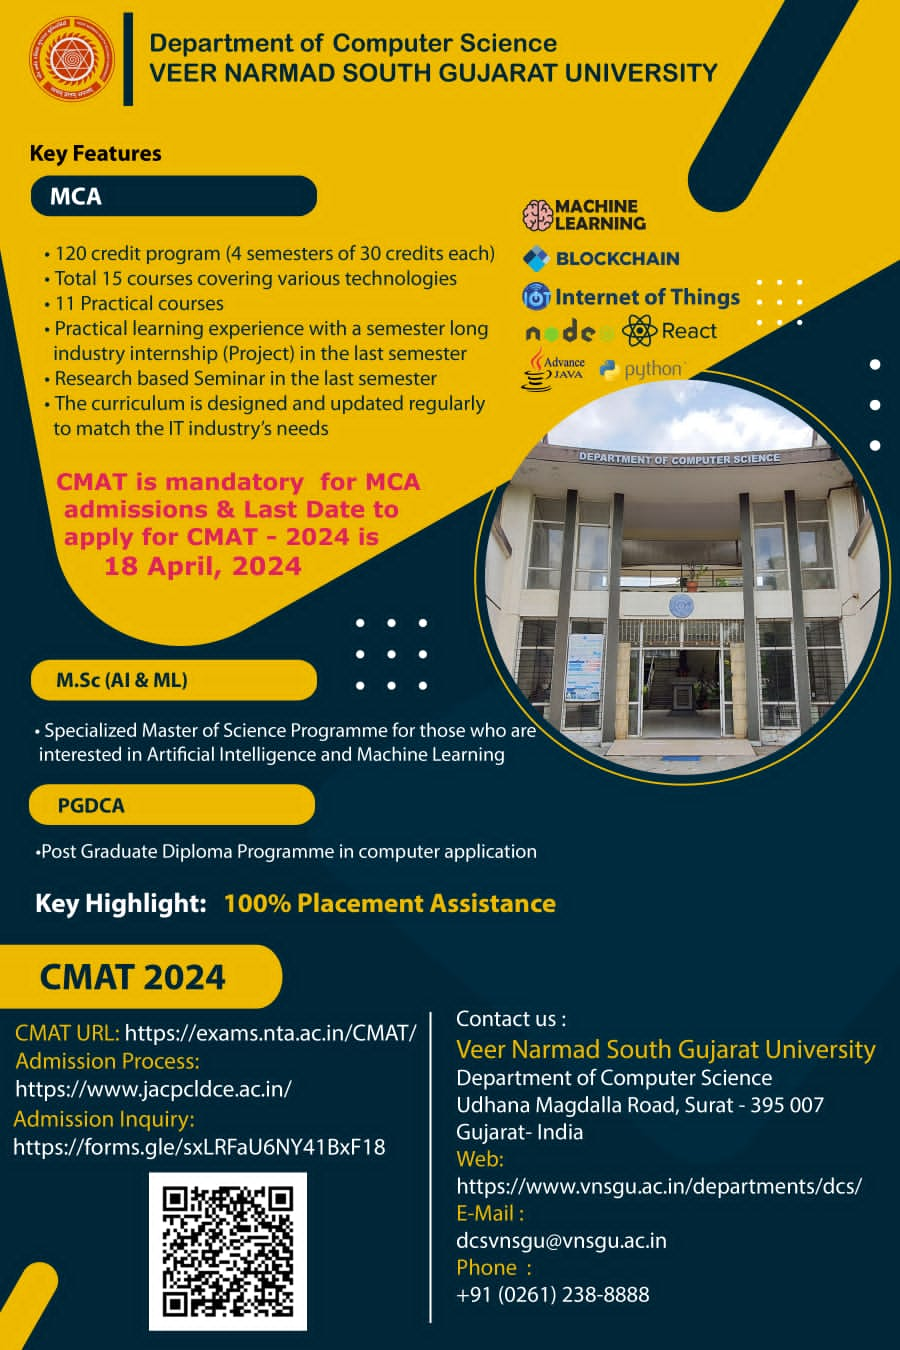 Department of Computer Science
VEER NARMAD SOUTH GUJARAT UNIVERSITY
Key Features
MCA
• 120 credit program (4 semesters of 30 credits each)
• Total 15 courses covering various technologies
• 11 Practical courses
• Practical learning experience with a semester long
industry internship (Project) in the last semester
• Research based Seminar in the last semester
• The curriculum is designed and updated regularly
to match the IT industry's needs
MACHINE
LEARNING
BLOCKCHAIN
IOT Internet of Things
node
React
Advance
JAVA
python
CMAT is mandatory for MCA
admissions & Last Date to
apply for CMAT - 2024 is
18 April, 2024
DEPARTMENT OF COMPUTER SCIENCE
M.Sc (AI & ML)
• Specialized Master of Science Programme for those who are
interested in Artificial Intelligence and Machine Learning
PGDCA
•Post Graduate Diploma Programme in computer application
Key Highlight: 100% Placement Assistance
CMAT 2024
CMAT URL: https://exams.nta.ac.in/CMAT/
Admission Process:
https://www.jacpcldce.ac.in/
Admission Inquiry:
https://forms.gle/sxLRFaU6NY41BxF18
Contact us :
Veer Narmad South Gujarat University
Department of Computer Science
Udhana Magdalla Road, Surat - 395 007
Gujarat- India
Web:
https://www.vnsgu.ac.in/departments/dcs/
E-Mail :
dcsvnsgu@vnsgu.ac.in
Phone :
+91 (0261) 238-8888